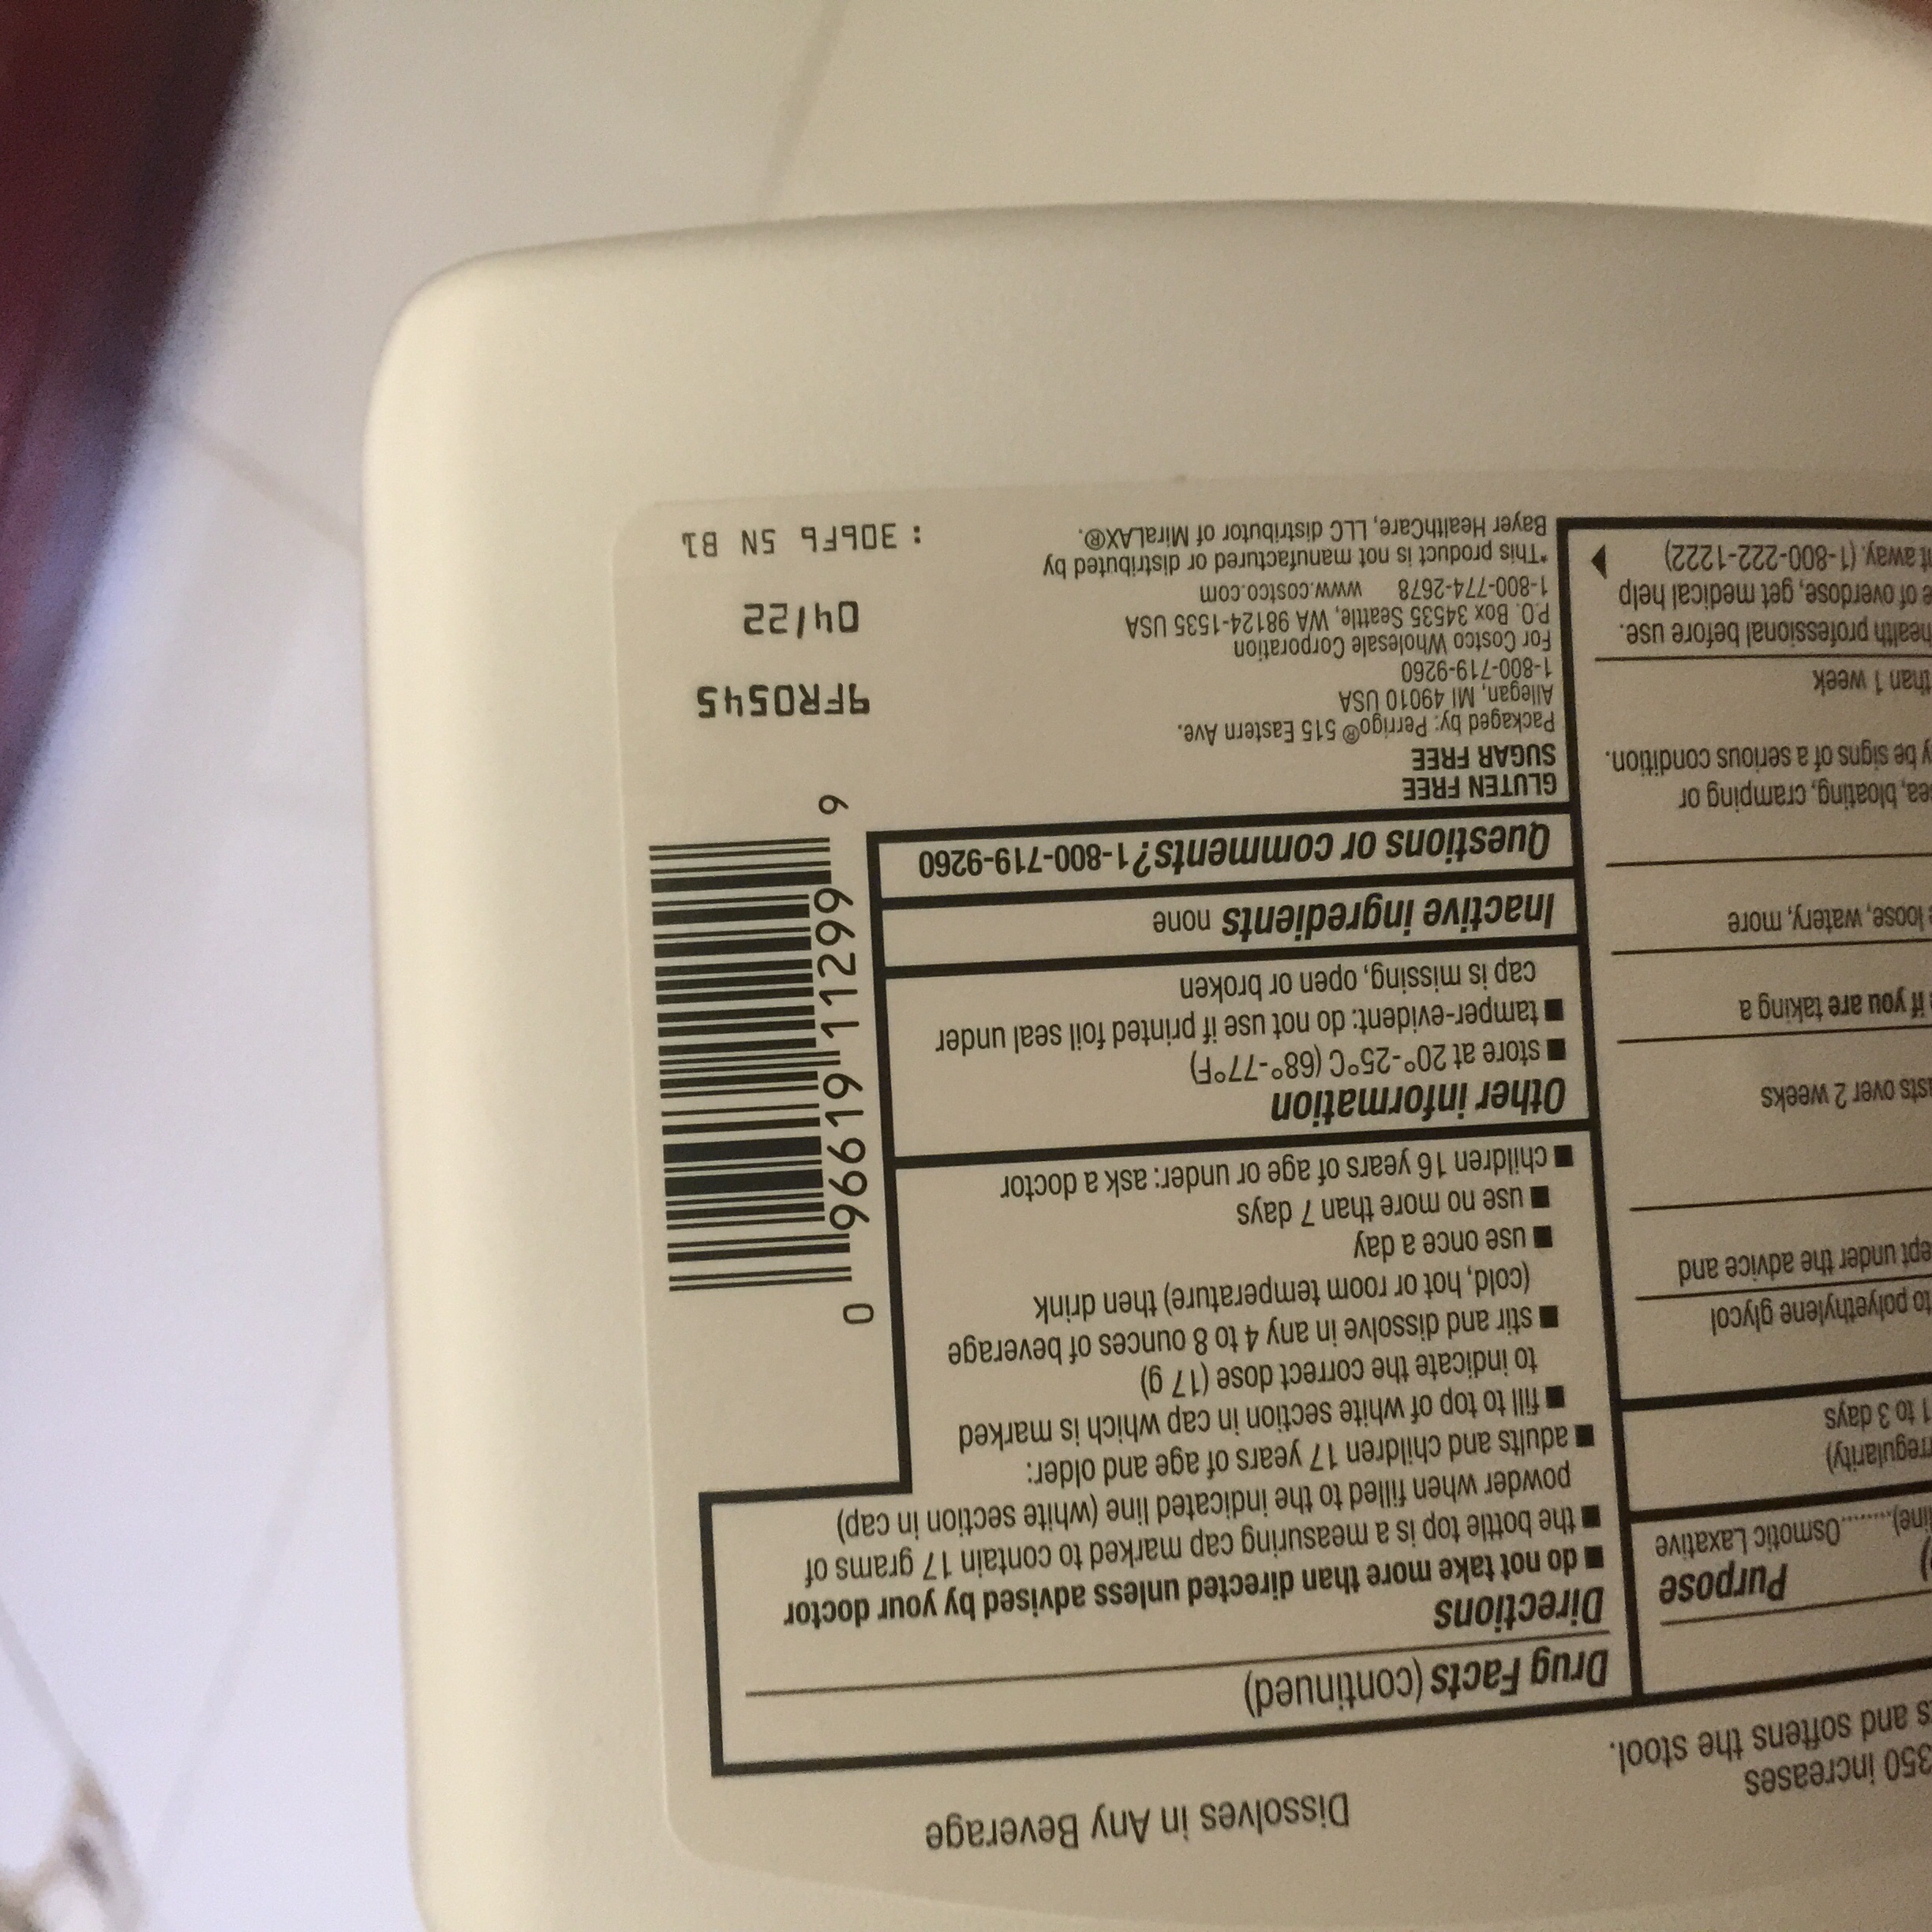 350 increases
and softens the stool.
Purpose
Osmotic Laxative
1 to 3 days
to polyethylene glycol
under the advice and
over 2 weeks
if you are taking a
loose, watery, more
bloating, cramping or
be signs of a serious condition.
than 1 week
health professional before use.
of overdose, get medical help
away. (1-800-222-1222)
Dissolves in Any Beverage
Drug Facts (continued)
Directions
■ do not take more than directed unless advised by your doctor
■ the bottle top is a measuring cap marked to contain 17 grams of
powder when filled to the indicated line (white section in cap)
■ adults and children 17 years of age and older:
■ fill to top of white section in cap which is marked
to indicate the correct dose (17 g)
■ stir and dissolve in any 4 to 8 ounces of beverage
(cold, hot or room temperature) then drink
■ use once a day
■ use no more than 7 days
■ children 16 years of age or under: ask a doctor
Other information
■ store at 20°-25°C (68°-77°F)
■ tamper-evident: do not use if printed foil seal under
cap is missing, open or broken
Inactive ingredients none
Questions or comments? 1-800-719-9260
GLUTEN FREE
SUGAR FREE
Packaged by: Perrigo® 515 Eastern Ave.
Allegan, MI 49010 USA
1-800-719-9260
For Costco Wholesale Corporation
P.O. Box 34535 Seattle, WA 98124-1535 USA
1-800-774-2678 www.costco.com
*This product is not manufactured or distributed by
Bayer HealthCare, LLC distributor of MiraLAX®.
0 96619 11299 9
9FR0545
04/22
: 306F6 SN B1